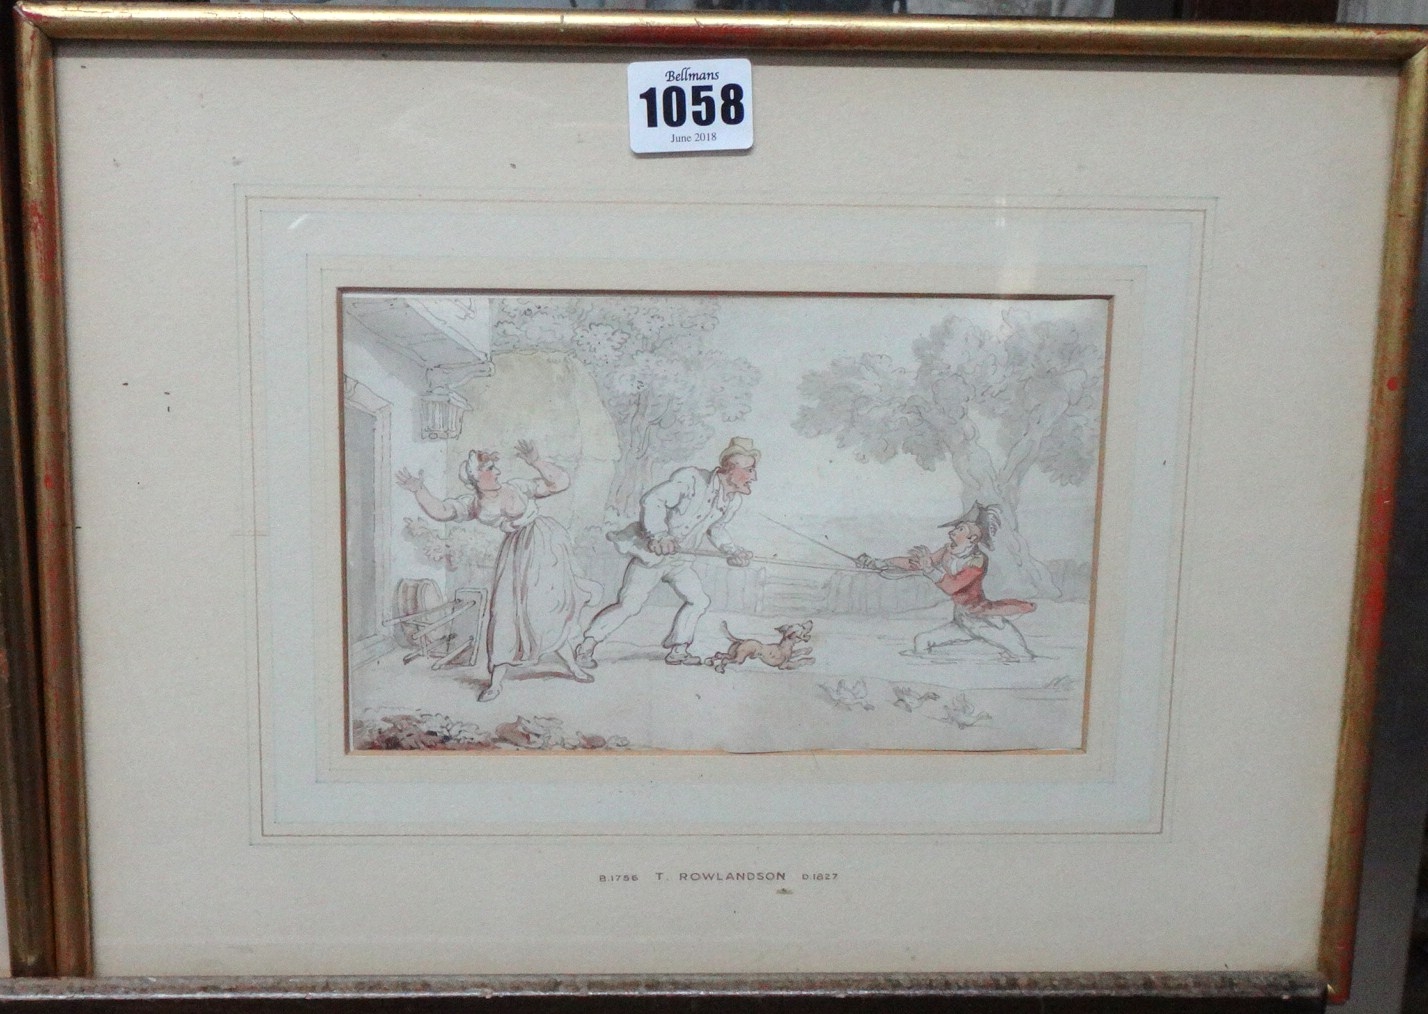 Bellmans
1058
June 2018
B.1756 T. ROWLANDSON D.1827